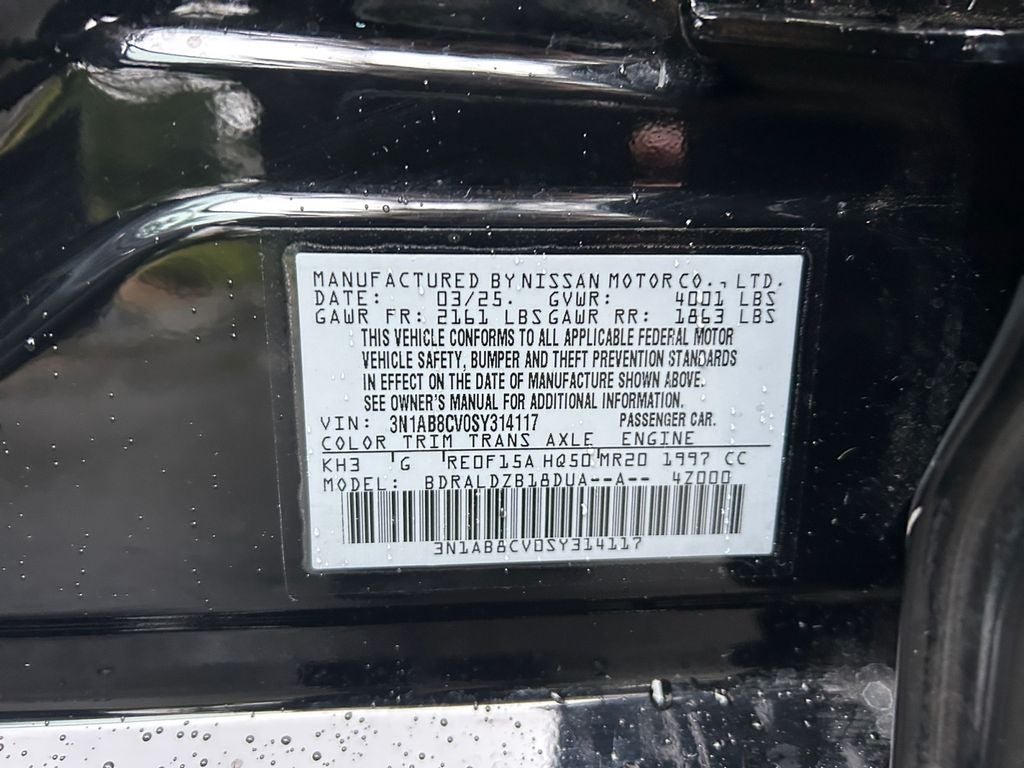 MANUFACTURED BY NISSAN MOTOR CO., LTD.
DATE: 03/25. GVWR: 4001 LBS
GAWR FR: 2161 LBS GAWR RR: 1863 LBS
THIS VEHICLE CONFORMS TO ALL APPLICABLE FEDERAL MOTOR
VEHICLE SAFETY, BUMPER AND THEFT PREVENTION STANDARDS
IN EFFECT ON THE DATE OF MANUFACTURE SHOWN ABOVE.
SEE OWNER'S MANUAL FOR ADDITIONAL INFORMATION.
VIN: 3N1AB8CV0SY314117 PASSENGER CAR.
COLOR TRIM TRANS AXLE ENGINE
KH3 G RE0F15A HQ50 MR20 1997 CC
MODEL: BDRALDZB18DUA--A-- 4Z000
3N1AB8CV0SY314117